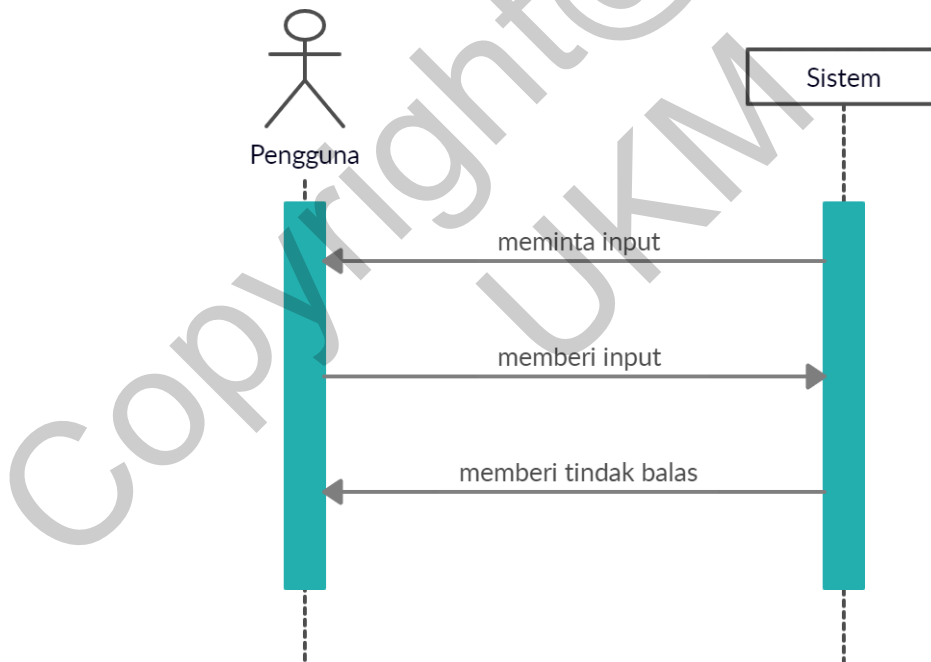 Pengguna
Sistem
meminta input
memberi input
memberi tindak balas
Copyright@
UKM